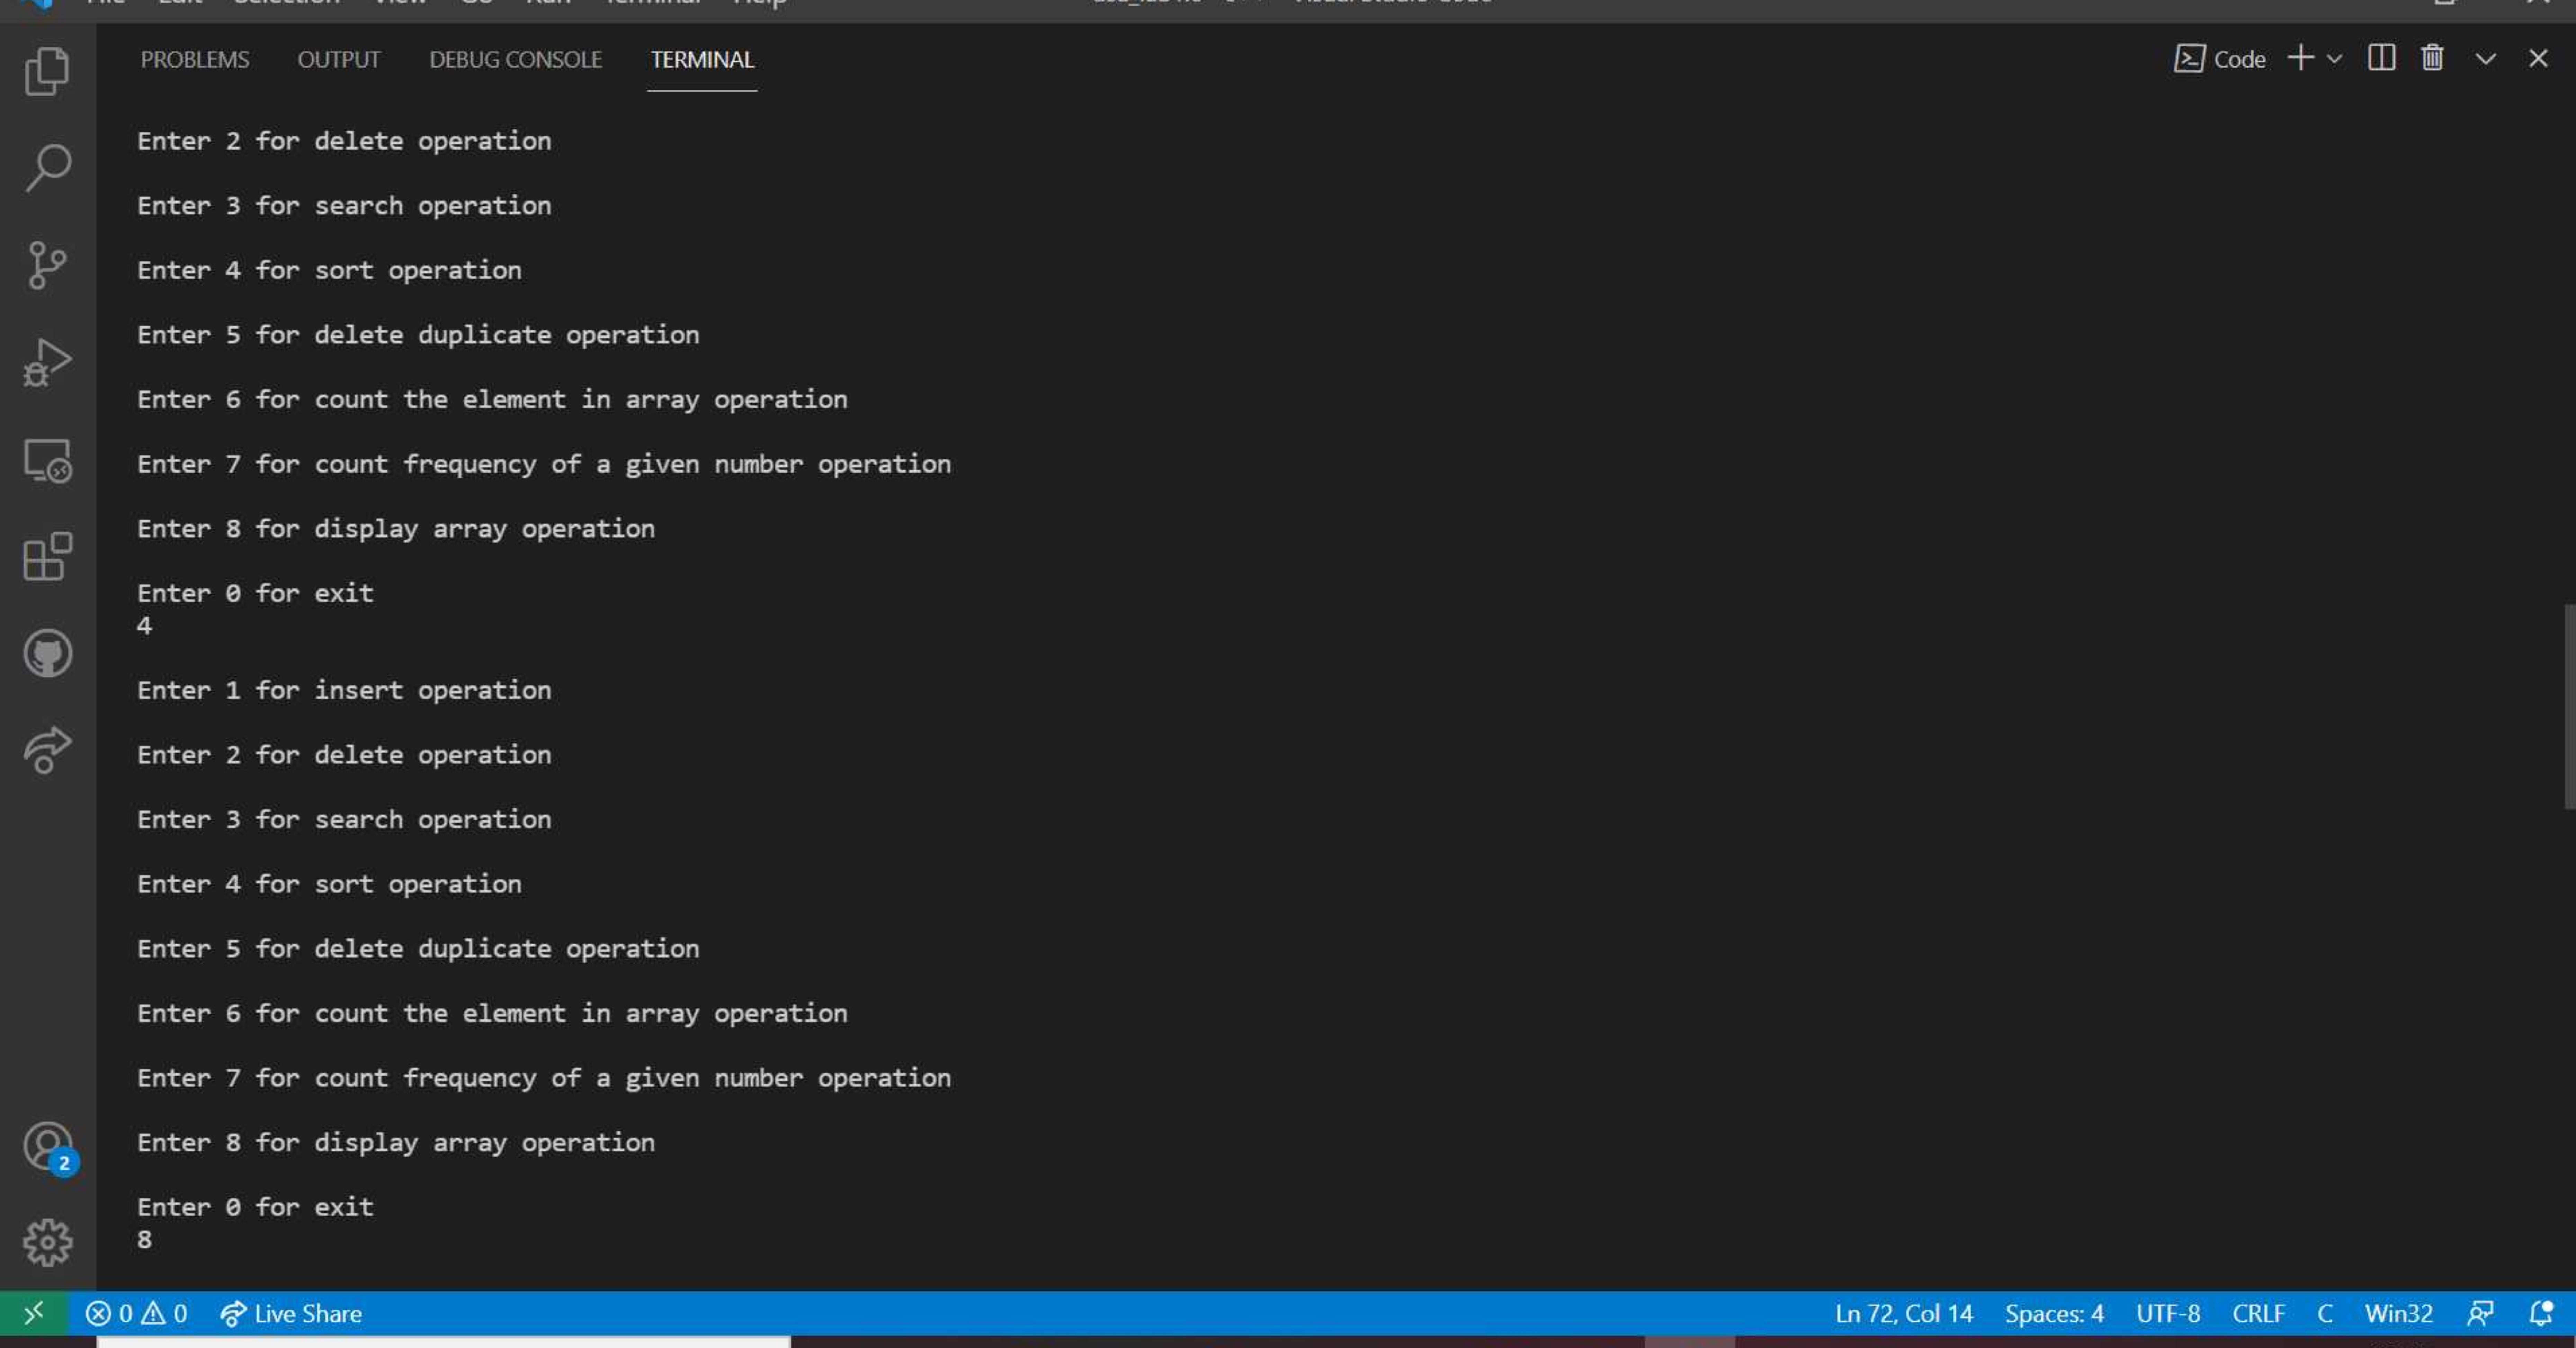 PROBLEMS OUTPUT DEBUG CONSOLE TERMINAL Code
Enter 2 for delete operation
Enter 3 for search operation
Enter 4 for sort operation
Enter 5 for delete duplicate operation
Enter 6 for count the element in array operation
Enter 7 for count frequency of a given number operation
Enter 8 for display array operation
Enter 0 for exit
4
Enter 1 for insert operation
Enter 2 for delete operation
Enter 3 for search operation
Enter 4 for sort operation
Enter 5 for delete duplicate operation
Enter 6 for count the element in array operation
Enter 7 for count frequency of a given number operation
Enter 8 for display array operation
2
Enter 0 for exit
8
0 0 Live Share Ln 72, Col 14 Spaces: 4 UTF-8 CRLF C Win32